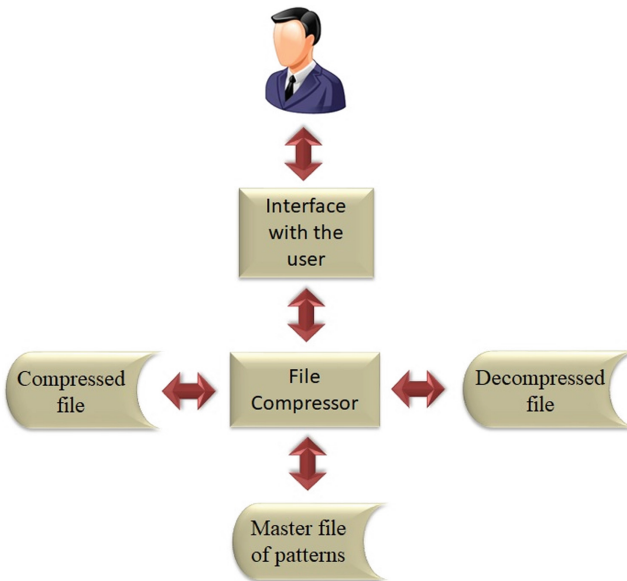 Interface
with the
user
Compressed
file
File
Compressor
Decompressed
file
Master file
of patterns